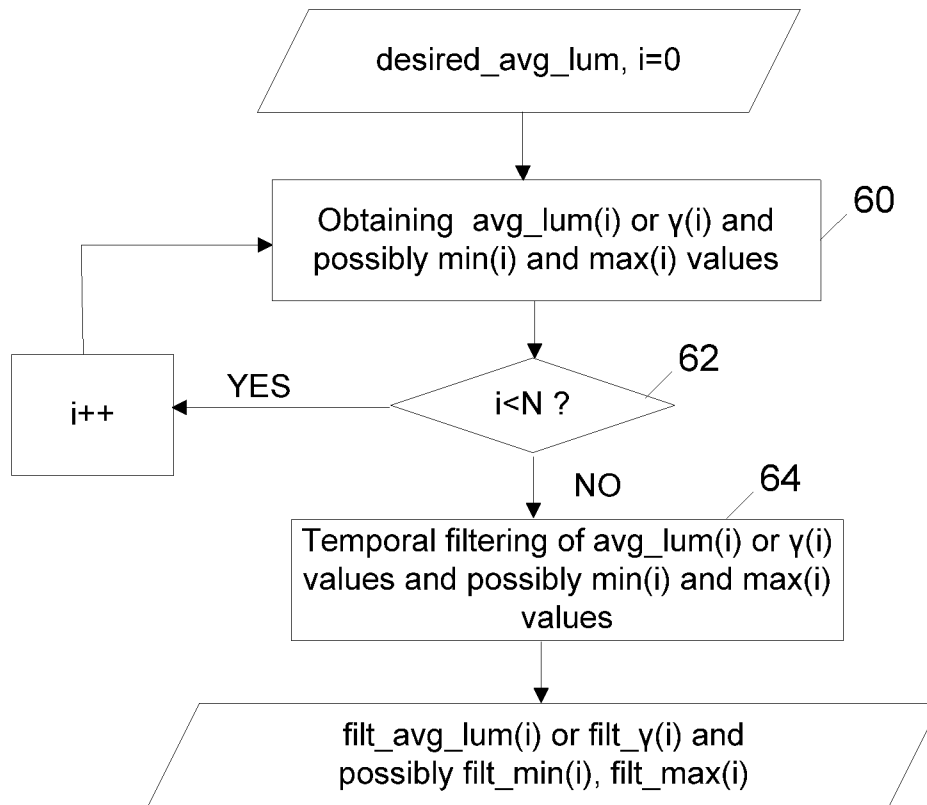 desired_avg_lum, i=0
60
Obtaining avg_lum(i) or γ(i) and
possibly min(i) and max(i) values
62
i<N ?
YES
i++
NO
64
Temporal filtering of avg_lum(i) or γ(i)
values and possibly min(i) and max(i)
values
filt_avg_lum(i) or filt_γ(i) and
possibly filt_min(i), filt_max(i)